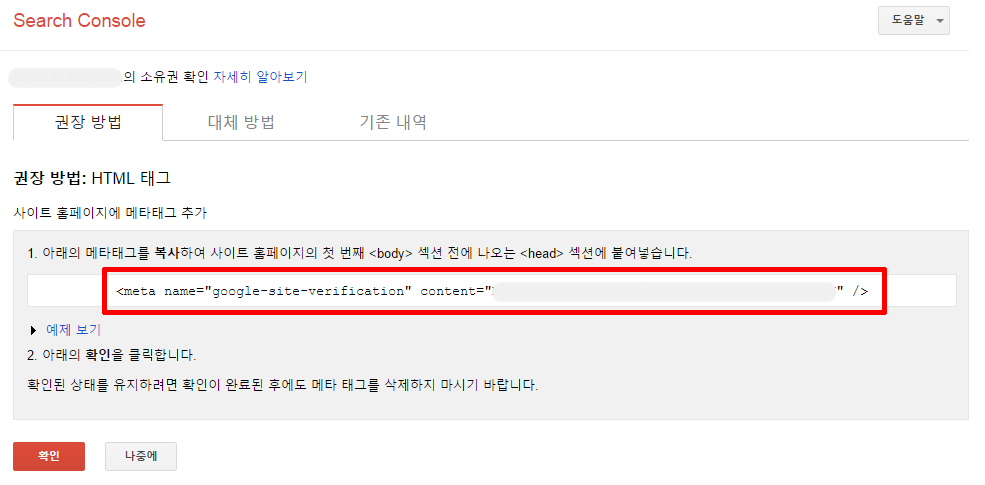 Search Console
도움말
의 소유권 확인 자세히 알아보기
권장 방법
대체 방법
기존 내역
권장 방법: HTML 태그
사이트 홈페이지에 메타태그 추가
1. 아래의 메타태그를 복사하여 사이트 홈페이지의 첫 번째 <body> 섹션 전에 나오는 <head> 섹션에 붙여넣습니다.
<meta name="google-site-verification" content=" " />
예제 보기
2. 아래의 확인을 클릭합니다.
확인된 상태를 유지하려면 확인이 완료된 후에도 메타 태그를 삭제하지 마시기 바랍니다.
확인
나중에